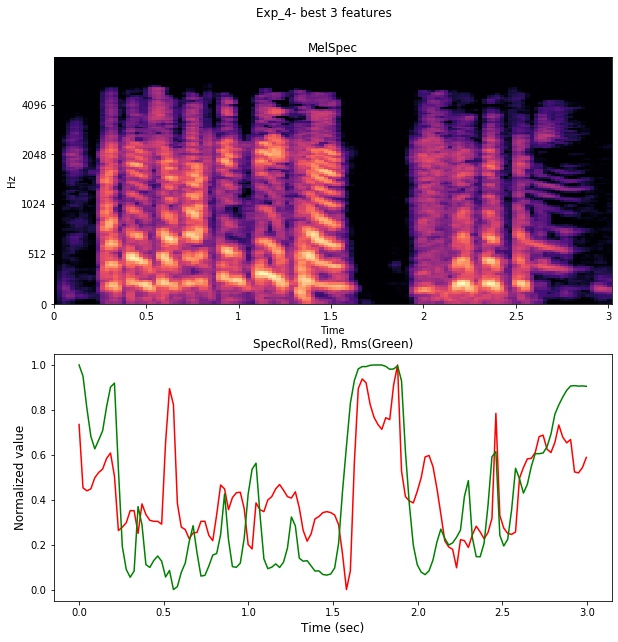 Exp_4- best 3 features
MelSpec
4096
2048
1024
512
0
Hz
0 0.5 1 1.5 2 2.5 3
Time
SpecRol(Red), Rms(Green)
1.0
0.8
0.6
0.4
0.2
0.0
Normalized value
0.0 0.5 1.0 1.5 2.0 2.5 3.0
Time (sec)